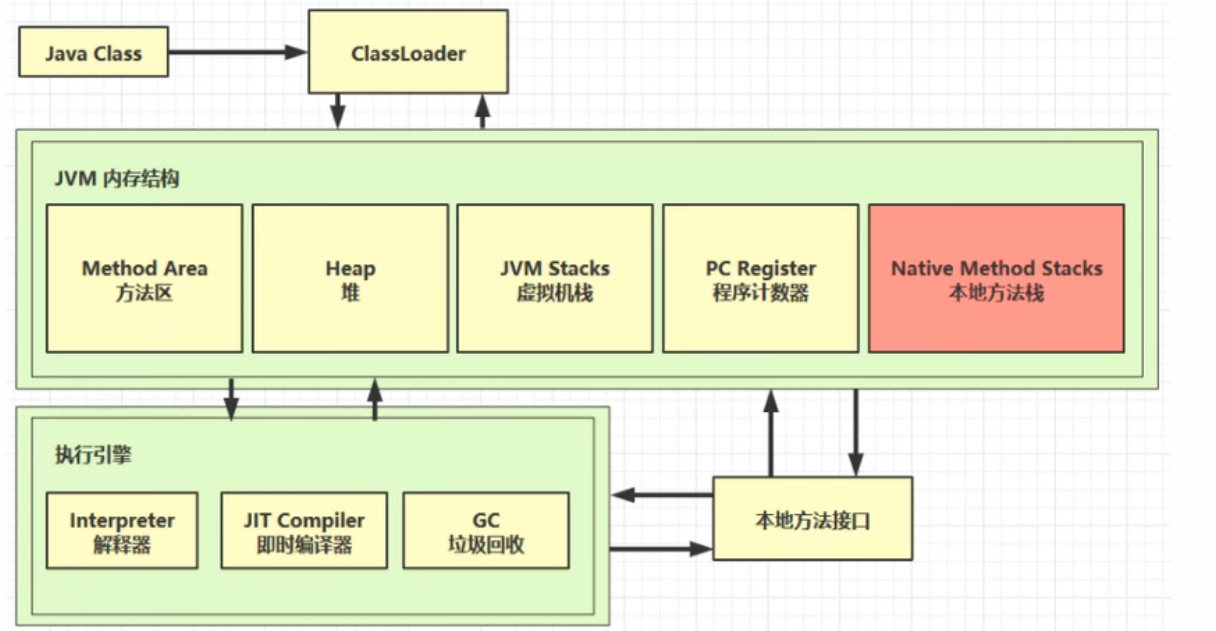 Java Class
ClassLoader
JVM 内存结构
Method Area
方法区
Heap
堆
JVM Stacks
虚拟机栈
PC Register
程序计数器
Native Method Stacks
本地方法栈
执行引擎
Interpreter
解释器
JIT Compiler
即时编译器
GC
垃圾回收
本地方法接口